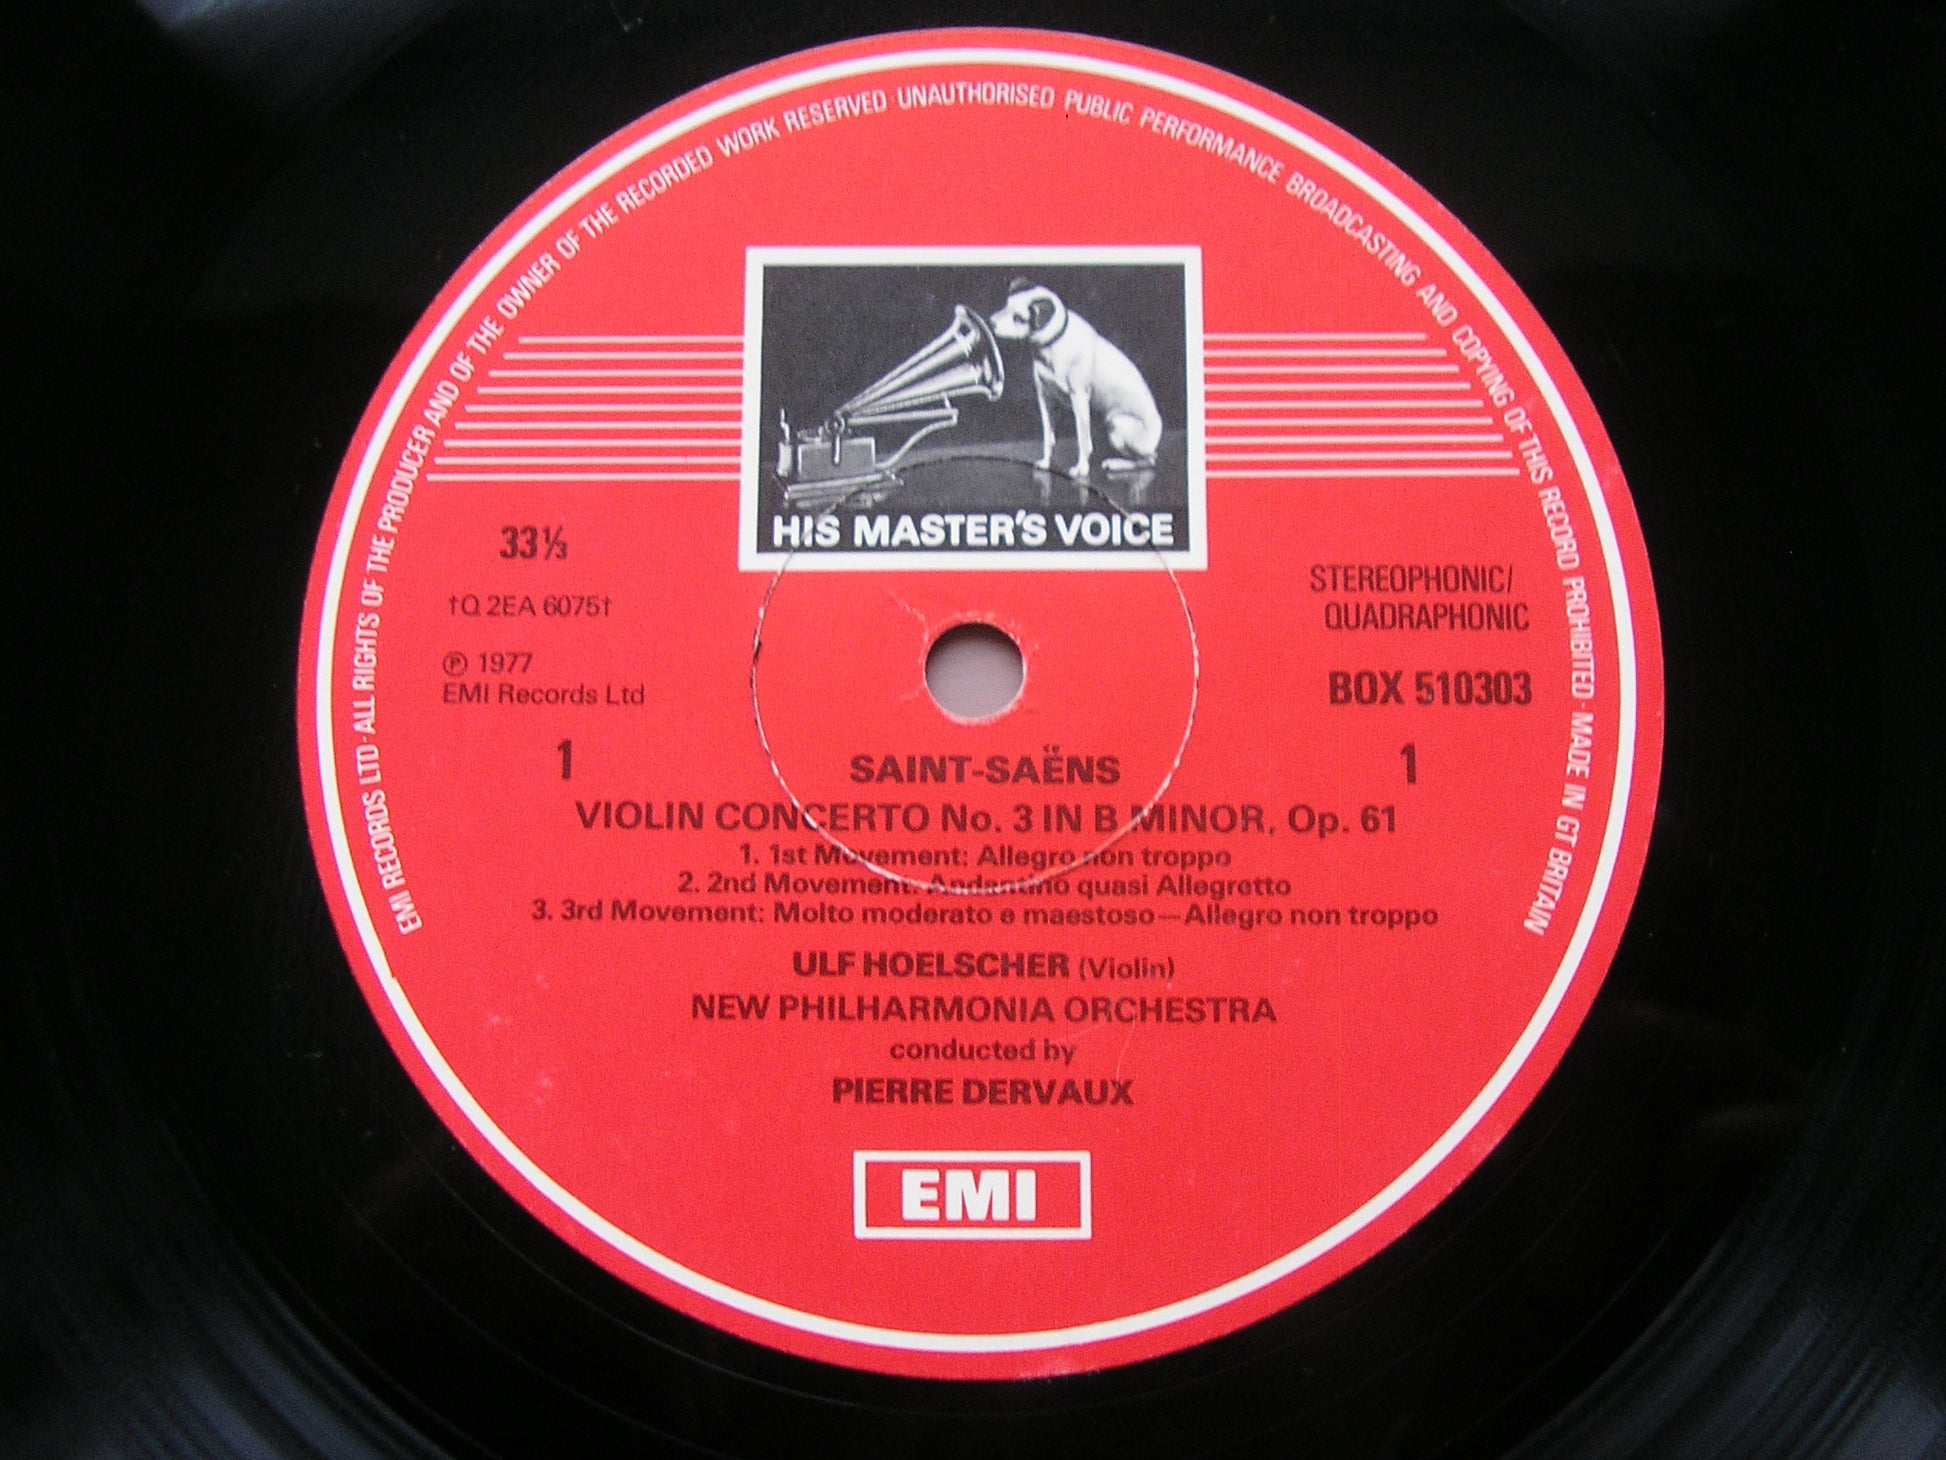 EMI RECORDS LTD · ALL RIGHTS OF THE PRODUCER AND OF THE OWNER OF THE RECORDED WORK RESERVED · UNAUTHORISED PUBLIC PERFORMANCE BROADCASTING AND COPYING OF THIS RECORD PROHIBITED · MADE IN GT BRITAIN
HIS MASTER'S VOICE
33⅓
†Q 2EA 6075†
℗ 1977
EMI Records Ltd
1
STEREOPHONIC/
QUADRAPHONIC
BOX 510303
1
SAINT-SAËNS
VIOLIN CONCERTO No. 3 IN B MINOR, Op. 61
1. 1st Movement: Allegro non troppo
2. 2nd Movement: Andantino quasi Allegretto
3. 3rd Movement: Molto moderato e maestoso—Allegro non troppo
ULF HOELSCHER (Violin)
NEW PHILHARMONIA ORCHESTRA
conducted by
PIERRE DERVAUX
EMI